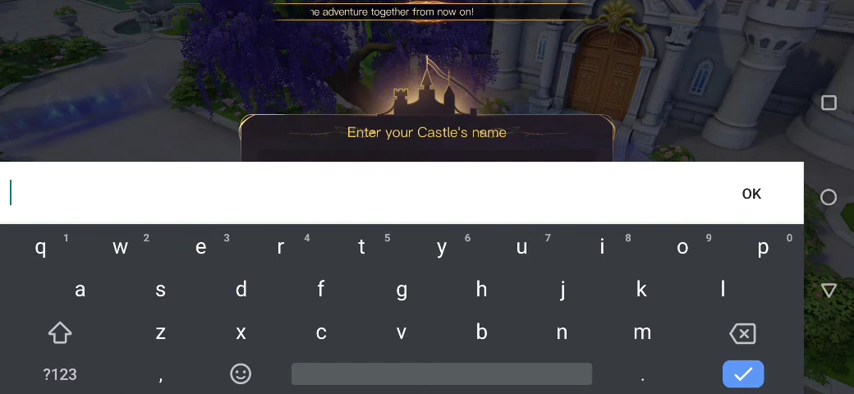 he adventure together from now on!
Enter your Castle's name
OK
q 1 w 2 e 3 r 4 t 5 y 6 u 7 i 8 o 9 p 0
a s d f g h j k l
z x c v b n m
?123 , .